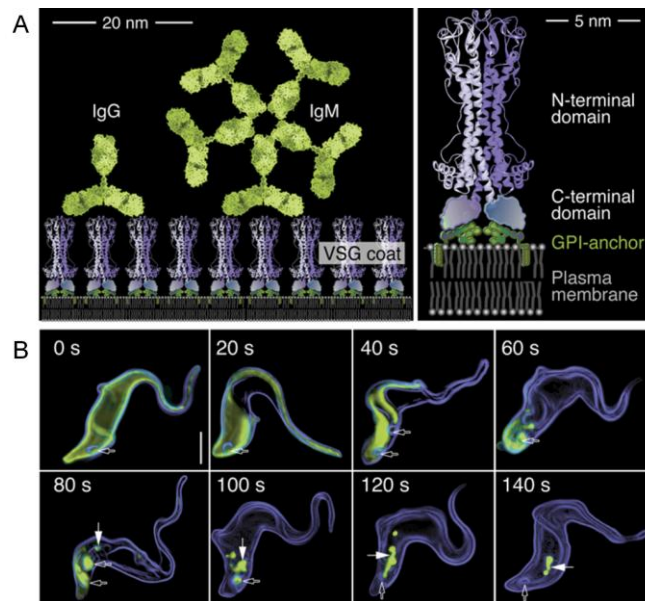 A
20 nm
IgG
IgM
VSG coat
5 nm
N-terminal
domain
C-terminal
domain
GPI-anchor
Plasma
membrane
B
0 s
20 s
40 s
60 s
80 s
100 s
120 s
140 s